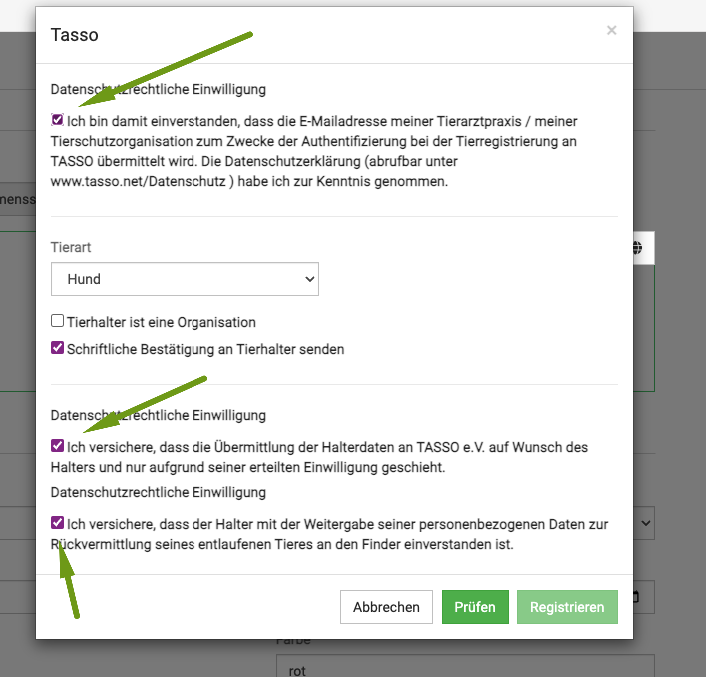 Tasso
×
Datenschutzrechtliche Einwilligung
Ich bin damit einverstanden, dass die E-Mailadresse meiner Tierarztpraxis / meiner
Tierschutzorganisation zum Zwecke der Authentifizierung bei der Tierregistrierung an
TASSO übermittelt wird. Die Datenschutzerklärung (abrufbar unter
www.tasso.net/Datenschutz ) habe ich zur Kenntnis genommen.
menss
Tierart
Hund
Tierhalter ist eine Organisation
Schriftliche Bestätigung an Tierhalter senden
Datenschutzrechtliche Einwilligung
Ich versichere, dass die Übermittlung der Halterdaten an TASSO e.V. auf Wunsch des
Halters und nur aufgrund seiner erteilten Einwilligung geschieht.
Datenschutzrechtliche Einwilligung
Ich versichere, dass der Halter mit der Weitergabe seiner personenbezogenen Daten zur
Rückvermittlung seines entlaufenen Tieres an den Finder einverstanden ist.
Abbrechen
Prüfen
Registrieren
Farbe
rot